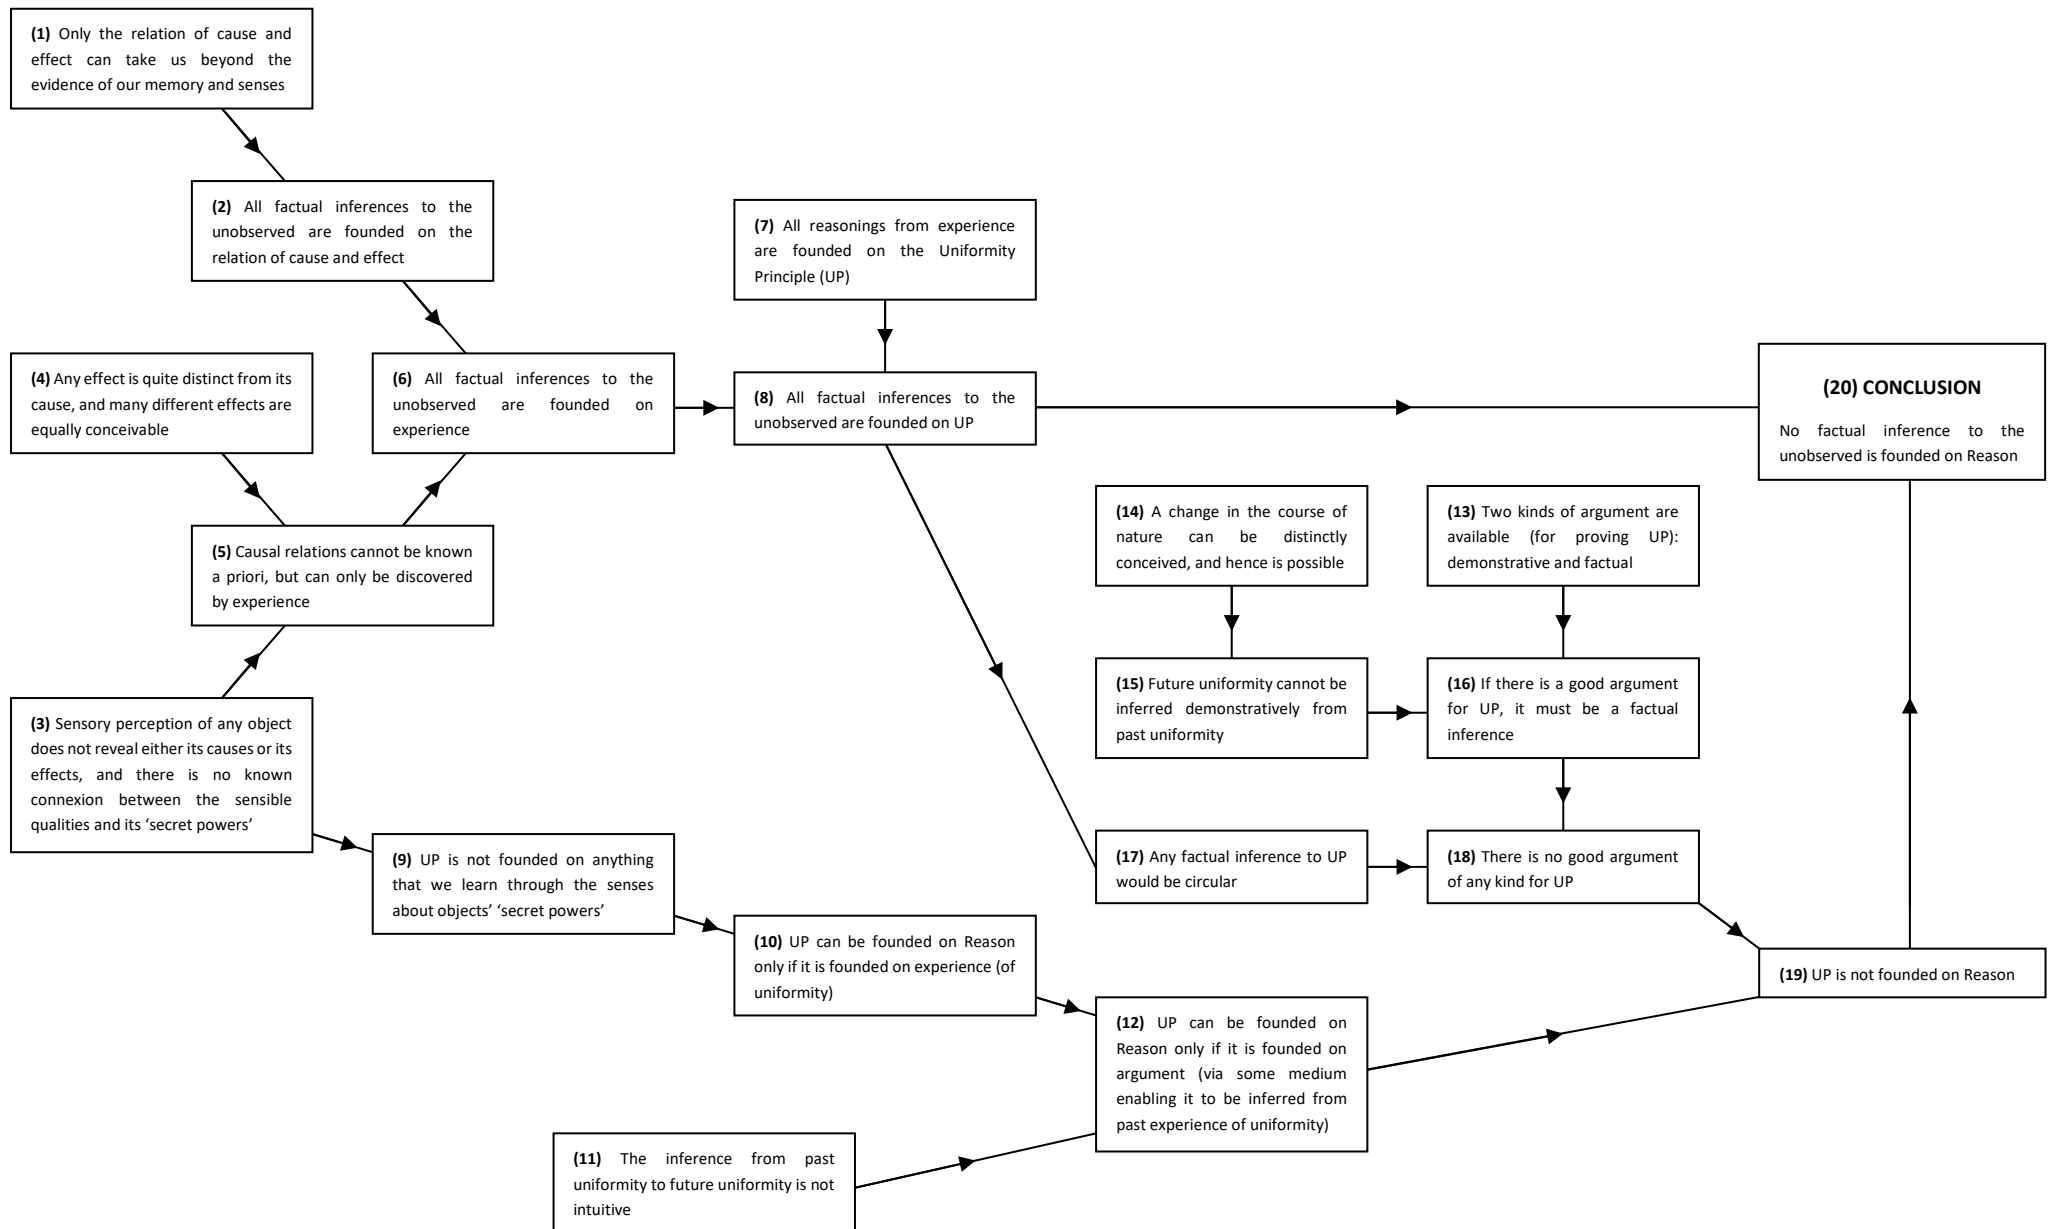 (1) Only the relation of cause and
effect can take us beyond the
evidence of our memory and senses
(2) All factual inferences to the
unobserved are founded on the
relation of cause and effect
(7) All reasonings from experience
are founded on the Uniformity
Principle (UP)
(4) Any effect is quite distinct from its
cause, and many different effects are
equally conceivable
(6) All factual inferences to the
unobserved are founded on
experience
(8) All factual inferences to the
unobserved are founded on UP
(20) CONCLUSION
No factual inference to the
unobserved is founded on Reason
(5) Causal relations cannot be known
a priori, but can only be discovered
by experience
(14) A change in the course of
nature can be distinctly
conceived, and hence is possible
(13) Two kinds of argument are
available (for proving UP):
demonstrative and factual
(3) Sensory perception of any object
does not reveal either its causes or its
effects, and there is no known
connexion between the sensible
qualities and its ‘secret powers’
(15) Future uniformity cannot be
inferred demonstratively from
past uniformity
(16) If there is a good argument
for UP, it must be a factual
inference
(9) UP is not founded on anything
that we learn through the senses
about objects’ ‘secret powers’
(17) Any factual inference to UP
would be circular
(18) There is no good argument
of any kind for UP
(10) UP can be founded on Reason
only if it is founded on experience (of
uniformity)
(19) UP is not founded on Reason
(12) UP can be founded on
Reason only if it is founded on
argument (via some medium
enabling it to be inferred from
past experience of uniformity)
(11) The inference from past
uniformity to future uniformity is not
intuitive